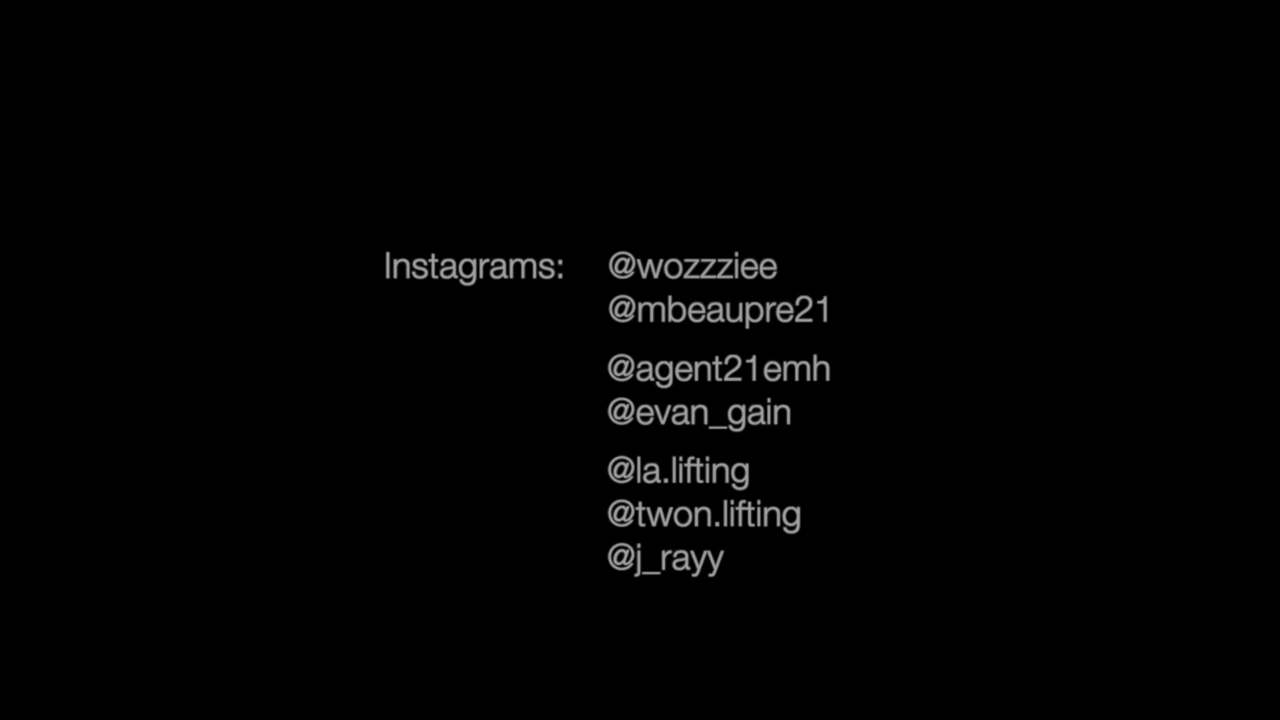 Instagrams: @wozzziee
@mbeaupre21
@agent21emh
@evan_gain
@la.lifting
@twon.lifting
@j_rayy